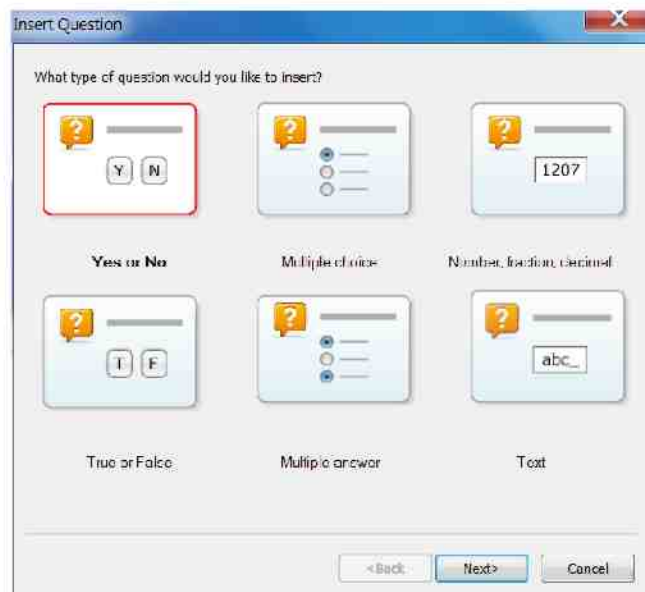 Insert Question
X
What type of question would you like to insert?
? ? ?
Y N
1207
Yes or No Multiple choice Number, fraction, decimal
? ? ?
T F
abc_
True or False Multiple answer Text
<Back Next> Cancel